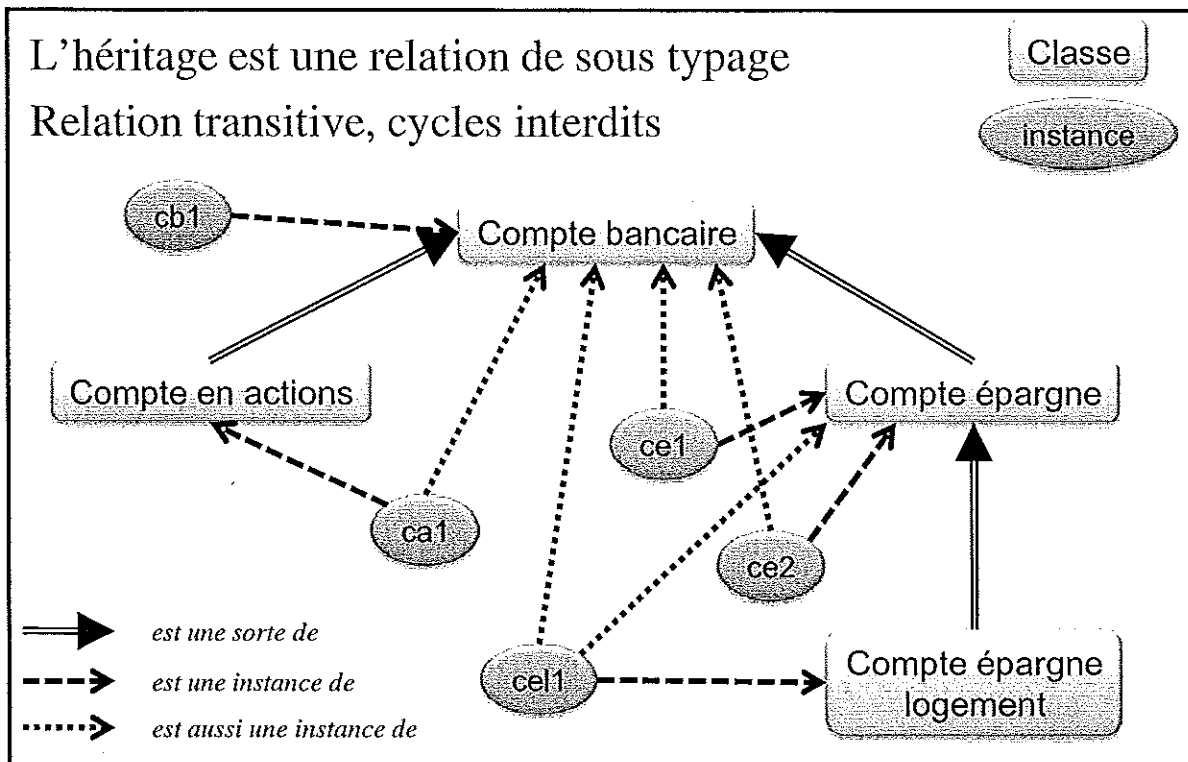 L'héritage est une relation de sous typage
Classe
Relation transitive, cycles interdits
instance
cb1
Compte bancaire
Compte en actions
Compte épargne
ce1
ca1
ce2
est une sorte de
cel1
Compte épargne
logement
est une instance de
est aussi une instance de